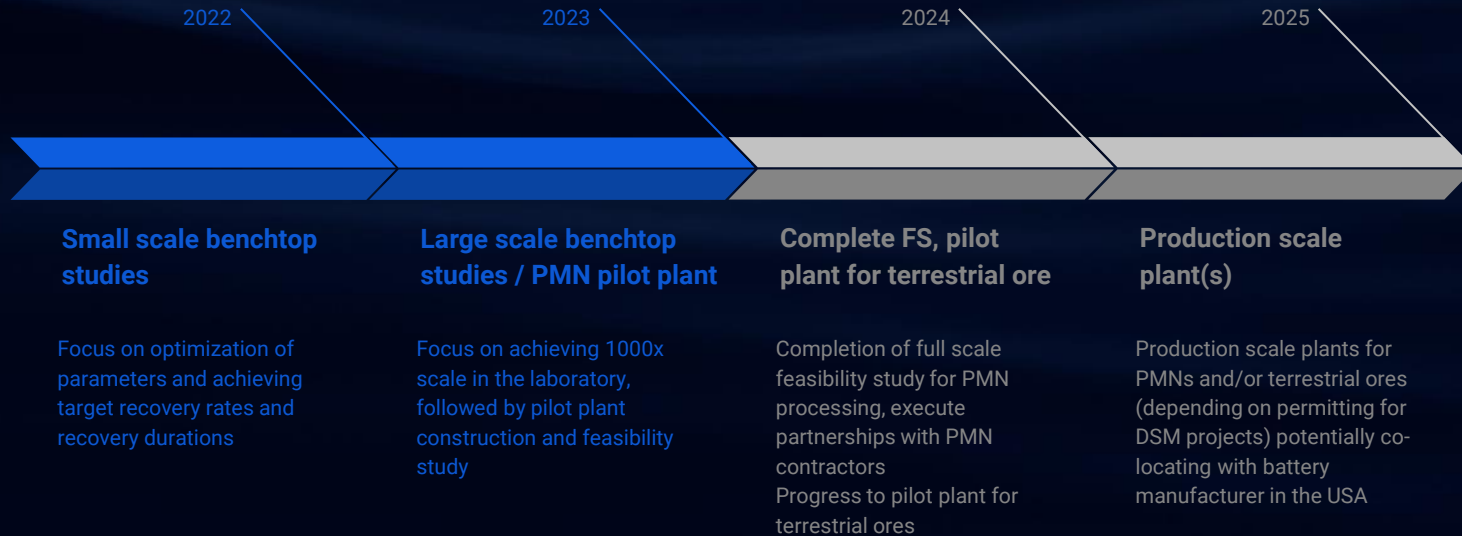 2022
2023
2024
2025
Small scale benchtop
studies
Large scale benchtop
studies / PMN pilot plant
Complete FS, pilot
plant for terrestrial ore
Production scale
plant(s)
Focus on optimization of
parameters and achieving
target recovery rates and
recovery durations
Focus on achieving 1000x
scale in the laboratory,
followed by pilot plant
construction and feasibility
study
Completion of full scale
feasibility study for PMN
processing, execute
partnerships with PMN
contractors
Progress to pilot plant for
terrestrial ores
Production scale plants for
PMNs and/or terrestrial ores
(depending on permitting for
DSM projects) potentially co-
locating with battery
manufacturer in the USA